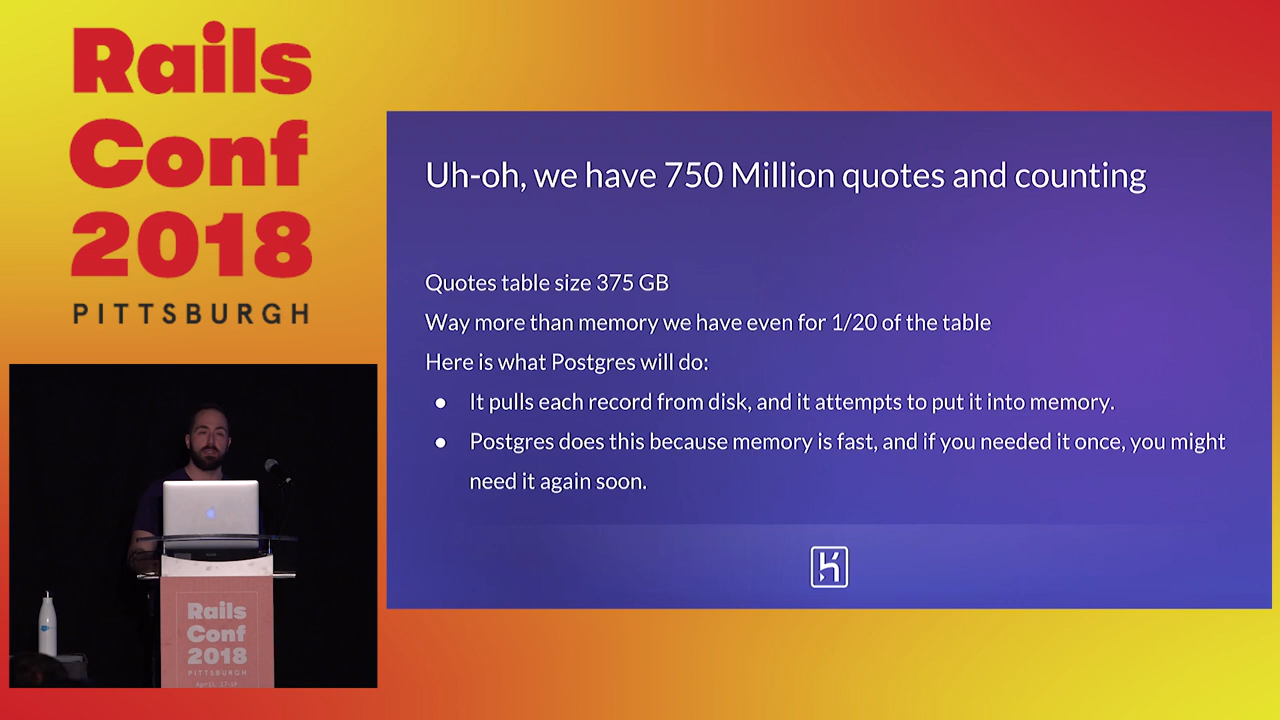 Rails
Conf
2018
PITTSBURGH
Uh-oh, we have 750 Million quotes and counting
Quotes table size 375 GB
Way more than memory we have even for 1/20 of the table
Here is what Postgres will do:
● It pulls each record from disk, and it attempts to put it into memory.
● Postgres does this because memory is fast, and if you needed it once, you might
need it again soon.
Rails
Conf
2018
PITTSBURGH